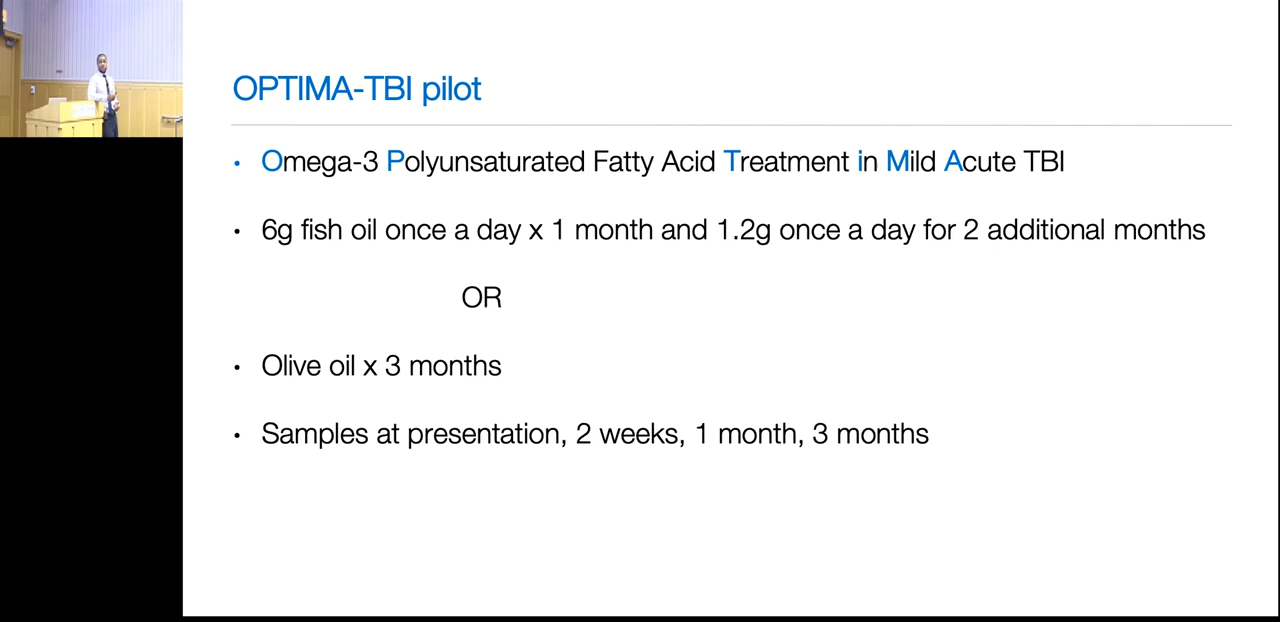 OPTIMA-TBI pilot
• Omega-3 Polyunsaturated Fatty Acid Treatment in Mild Acute TBI
• 6g fish oil once a day x 1 month and 1.2g once a day for 2 additional months
OR
• Olive oil x 3 months
• Samples at presentation, 2 weeks, 1 month, 3 months